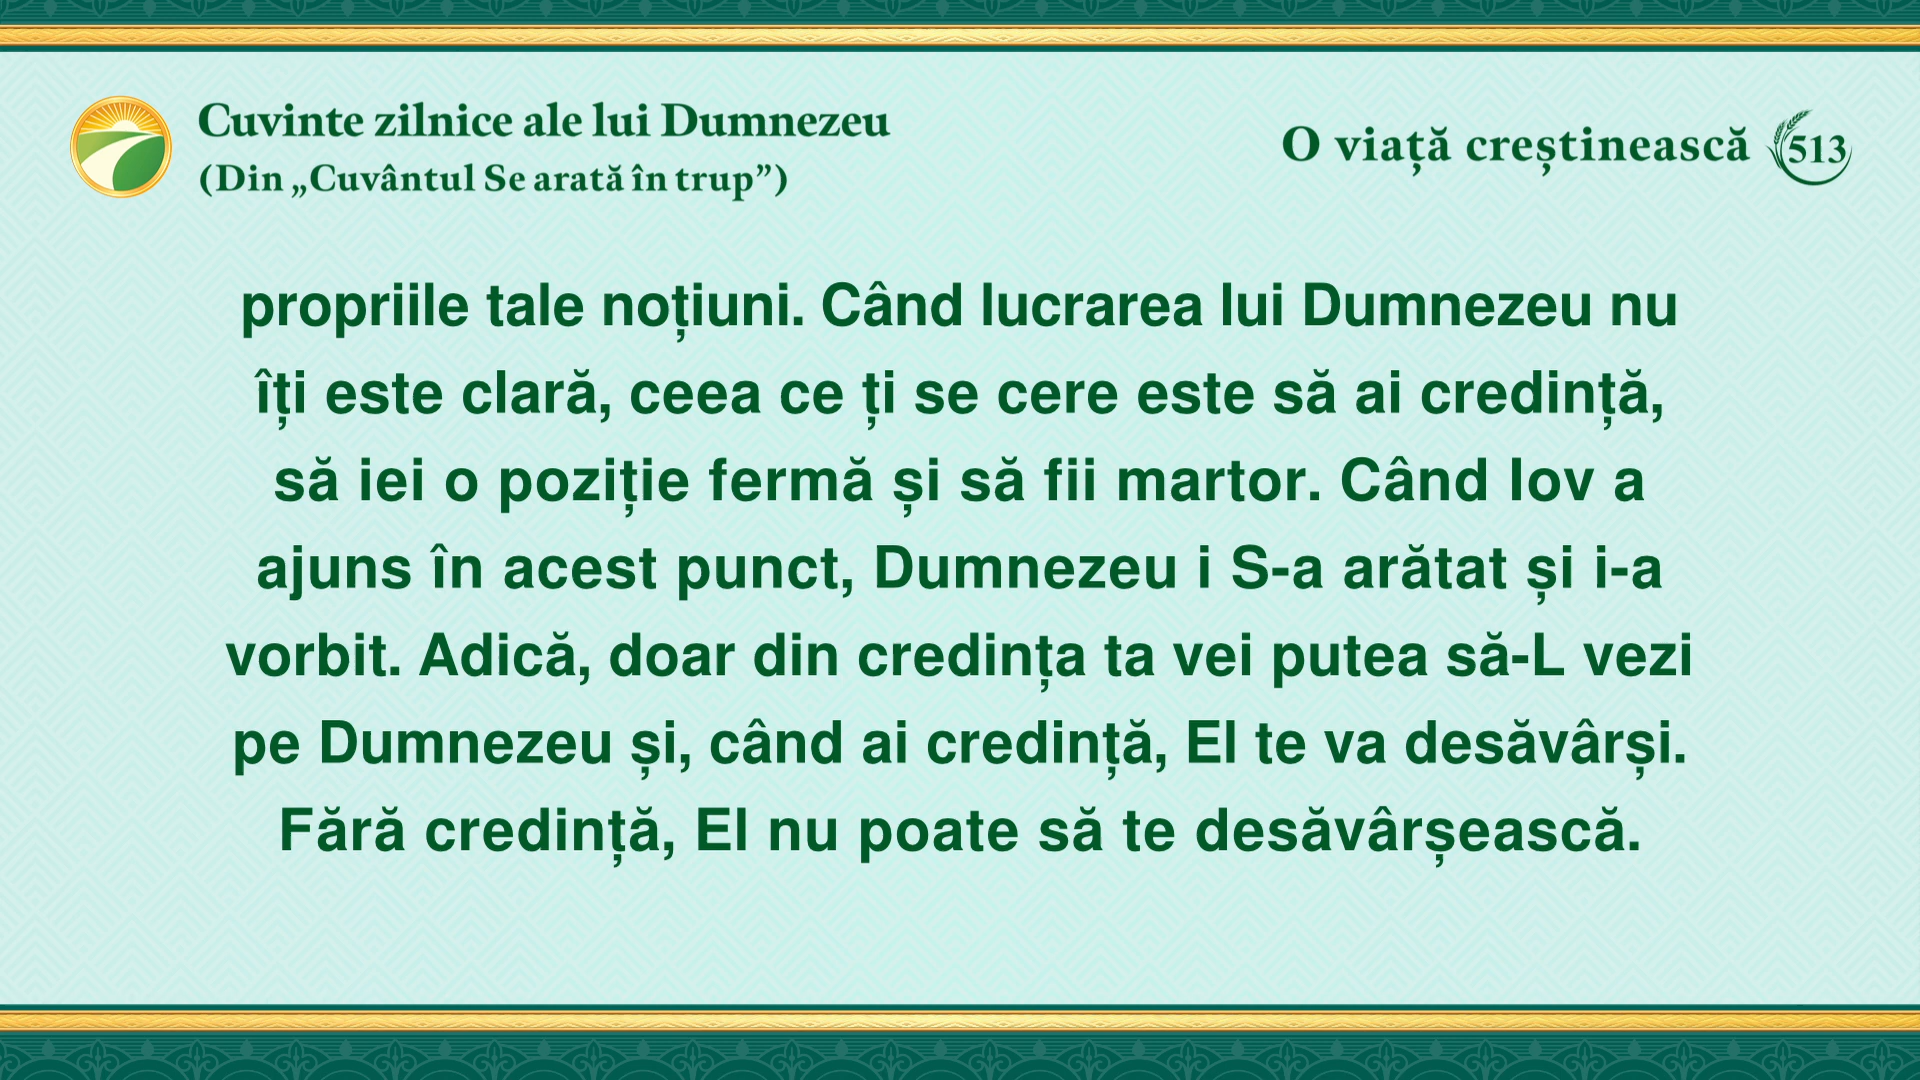 Cuvinte zilnice ale lui Dumnezeu
(Din „Cuvântul Se arată în trup”)
O viață creștinească 513
propriile tale noțiuni. Când lucrarea lui Dumnezeu nu
îți este clară, ceea ce ți se cere este să ai credință,
să iei o poziție fermă și să fii martor. Când Iov a
ajuns în acest punct, Dumnezeu i S-a arătat și i-a
vorbit. Adică, doar din credința ta vei putea să-L vezi
pe Dumnezeu și, când ai credință, El te va desăvârși.
Fără credință, El nu poate să te desăvârșească.